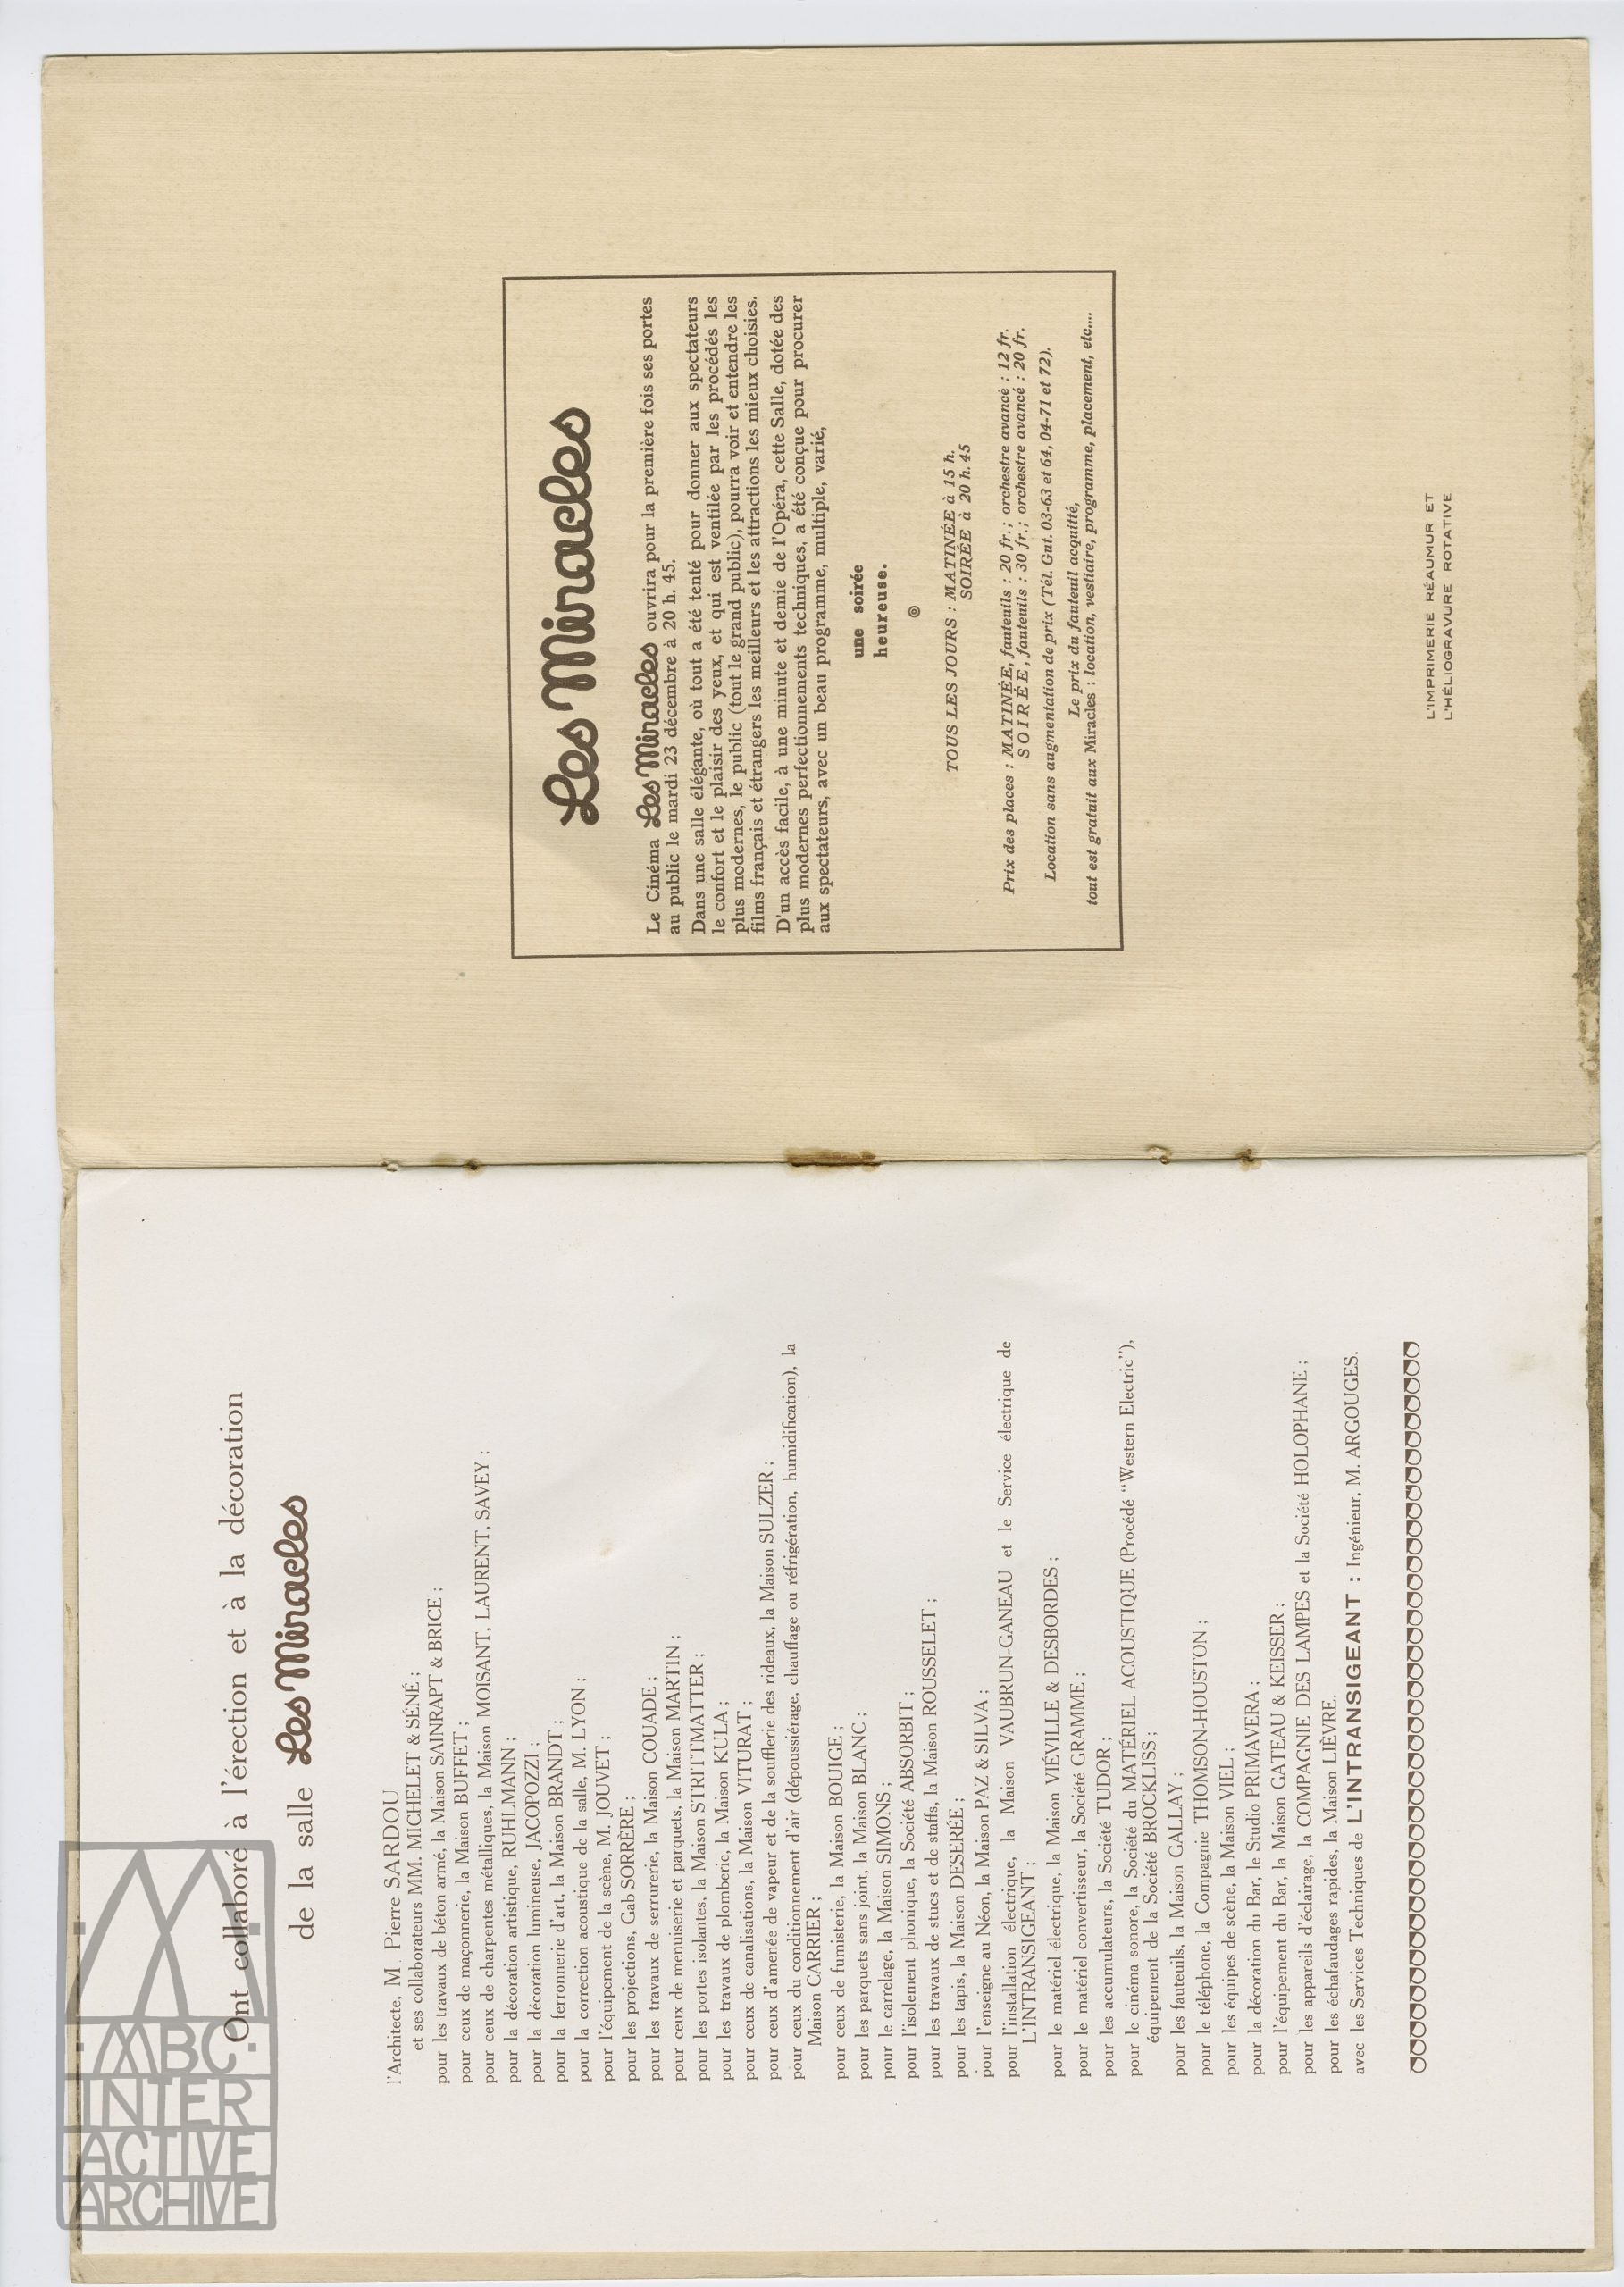 Ont collaboré à l'érection et à la décoration
de la salle Les Miracles
l'Architecte, M. Pierre SARDOU
et ses collaborateurs MM. MICHELET & SÉNÉ ;
pour les travaux de béton armé, la Maison SAINRAPT & BRICE ;
pour ceux de maçonnerie, la Maison BUFFET ;
pour ceux de charpentes métalliques, la Maison MOISANT, LAURENT, SAVEY ;
pour la décoration artistique, RUHLMANN ;
pour la décoration lumineuse, JACOPOZZI ;
pour la ferronnerie d'art, la Maison BRANDT ;
pour la correction acoustique de la salle, M. LYON ;
pour l'équipement de la scène, M. JOUVET ;
pour les projections, Gab SORRÈRE ;
pour les travaux de serrurerie, la Maison COUADE ;
pour ceux de menuiserie et parquets, la Maison MARTIN ;
pour les portes isolantes, la Maison STRITTMATTER ;
pour les travaux de plomberie, la Maison KULA ;
pour ceux de canalisations, la Maison VITURAT ;
pour ceux d'amenée de vapeur et de la soufflerie des rideaux, la Maison SULZER ;
pour ceux du conditionnement d'air (dépoussiérage, chauffage ou réfrigération, humidification), la
Maison CARRIER ;
pour ceux de fumisterie, la Maison BOUIGE ;
pour les parquets sans joint, la Maison BLANC ;
pour le carrelage, la Maison SIMONS ;
pour l'isolement phonique, la Société ABSORBIT ;
pour les travaux de stucs et de staffs, la Maison ROUSSELET ;
pour les tapis, la Maison DESERÉE ;
pour l'enseigne au Néon, la Maison PAZ & SILVA ;
pour l'installation électrique, la Maison VAUBRUN-GANEAU et le Service électrique de
L'INTRANSIGEANT ;
pour le matériel électrique, la Maison VIÉVILLE & DESBORDES ;
pour le matériel convertisseur, la Société GRAMME ;
pour les accumulateurs, la Société TUDOR ;
pour le cinéma sonore, la Société du MATÉRIEL ACOUSTIQUE (Procédé "Western Electric"),
équipement de la Société BROCKLISS ;
pour les fauteuils, la Maison GALLAY ;
pour le téléphone, la Compagnie THOMSON-HOUSTON ;
pour les équipes de scène, la Maison VIEL ;
pour la décoration du Bar, le Studio PRIMAVERA ;
pour l'équipement du Bar, la Maison GATEAU & KEISSER ;
pour les appareils d'éclairage, la COMPAGNIE DES LAMPES et la Société HOLOPHANE ;
pour les échafaudages rapides, la Maison LIÈVRE.
avec les Services Techniques de L'INTRANSIGEANT : Ingénieur, M. ARGOUGES.
ABC
INTER
ACTIVE
ARCHIVE
Les Miracles
Le Cinéma Les Miracles ouvrira pour la première fois ses portes
au public le mardi 23 décembre à 20 h. 45.
Dans une salle élégante, où tout a été tenté pour donner aux spectateurs
le confort et le plaisir des yeux, et qui est ventilée par les procédés les
plus modernes, le public (tout le grand public), pourra voir et entendre les
films français et étrangers les meilleurs et les attractions les mieux choisies.
D'un accès facile, à une minute et demie de l'Opéra, cette Salle, dotée des
plus modernes perfectionnements techniques, a été conçue pour procurer
aux spectateurs, avec un beau programme, multiple, varié,
une soirée
heureuse.
TOUS LES JOURS : MATINÉE à 15 h.
SOIRÉE à 20 h. 45
Prix des places : MATINÉE, fauteuils : 20 fr. ; orchestre avancé : 12 fr.
SOIRÉE, fauteuils : 30 fr. ; orchestre avancé : 20 fr.
Location sans augmentation de prix (Tél. Gut. 03-63 et 64, 04-71 et 72).
Le prix du fauteuil acquitté,
tout est gratuit aux Miracles : location, vestiaire, programme, placement, etc....
L'IMPRIMERIE RÉAUMUR ET
L'HÉLIOGRAVURE ROTATIVE